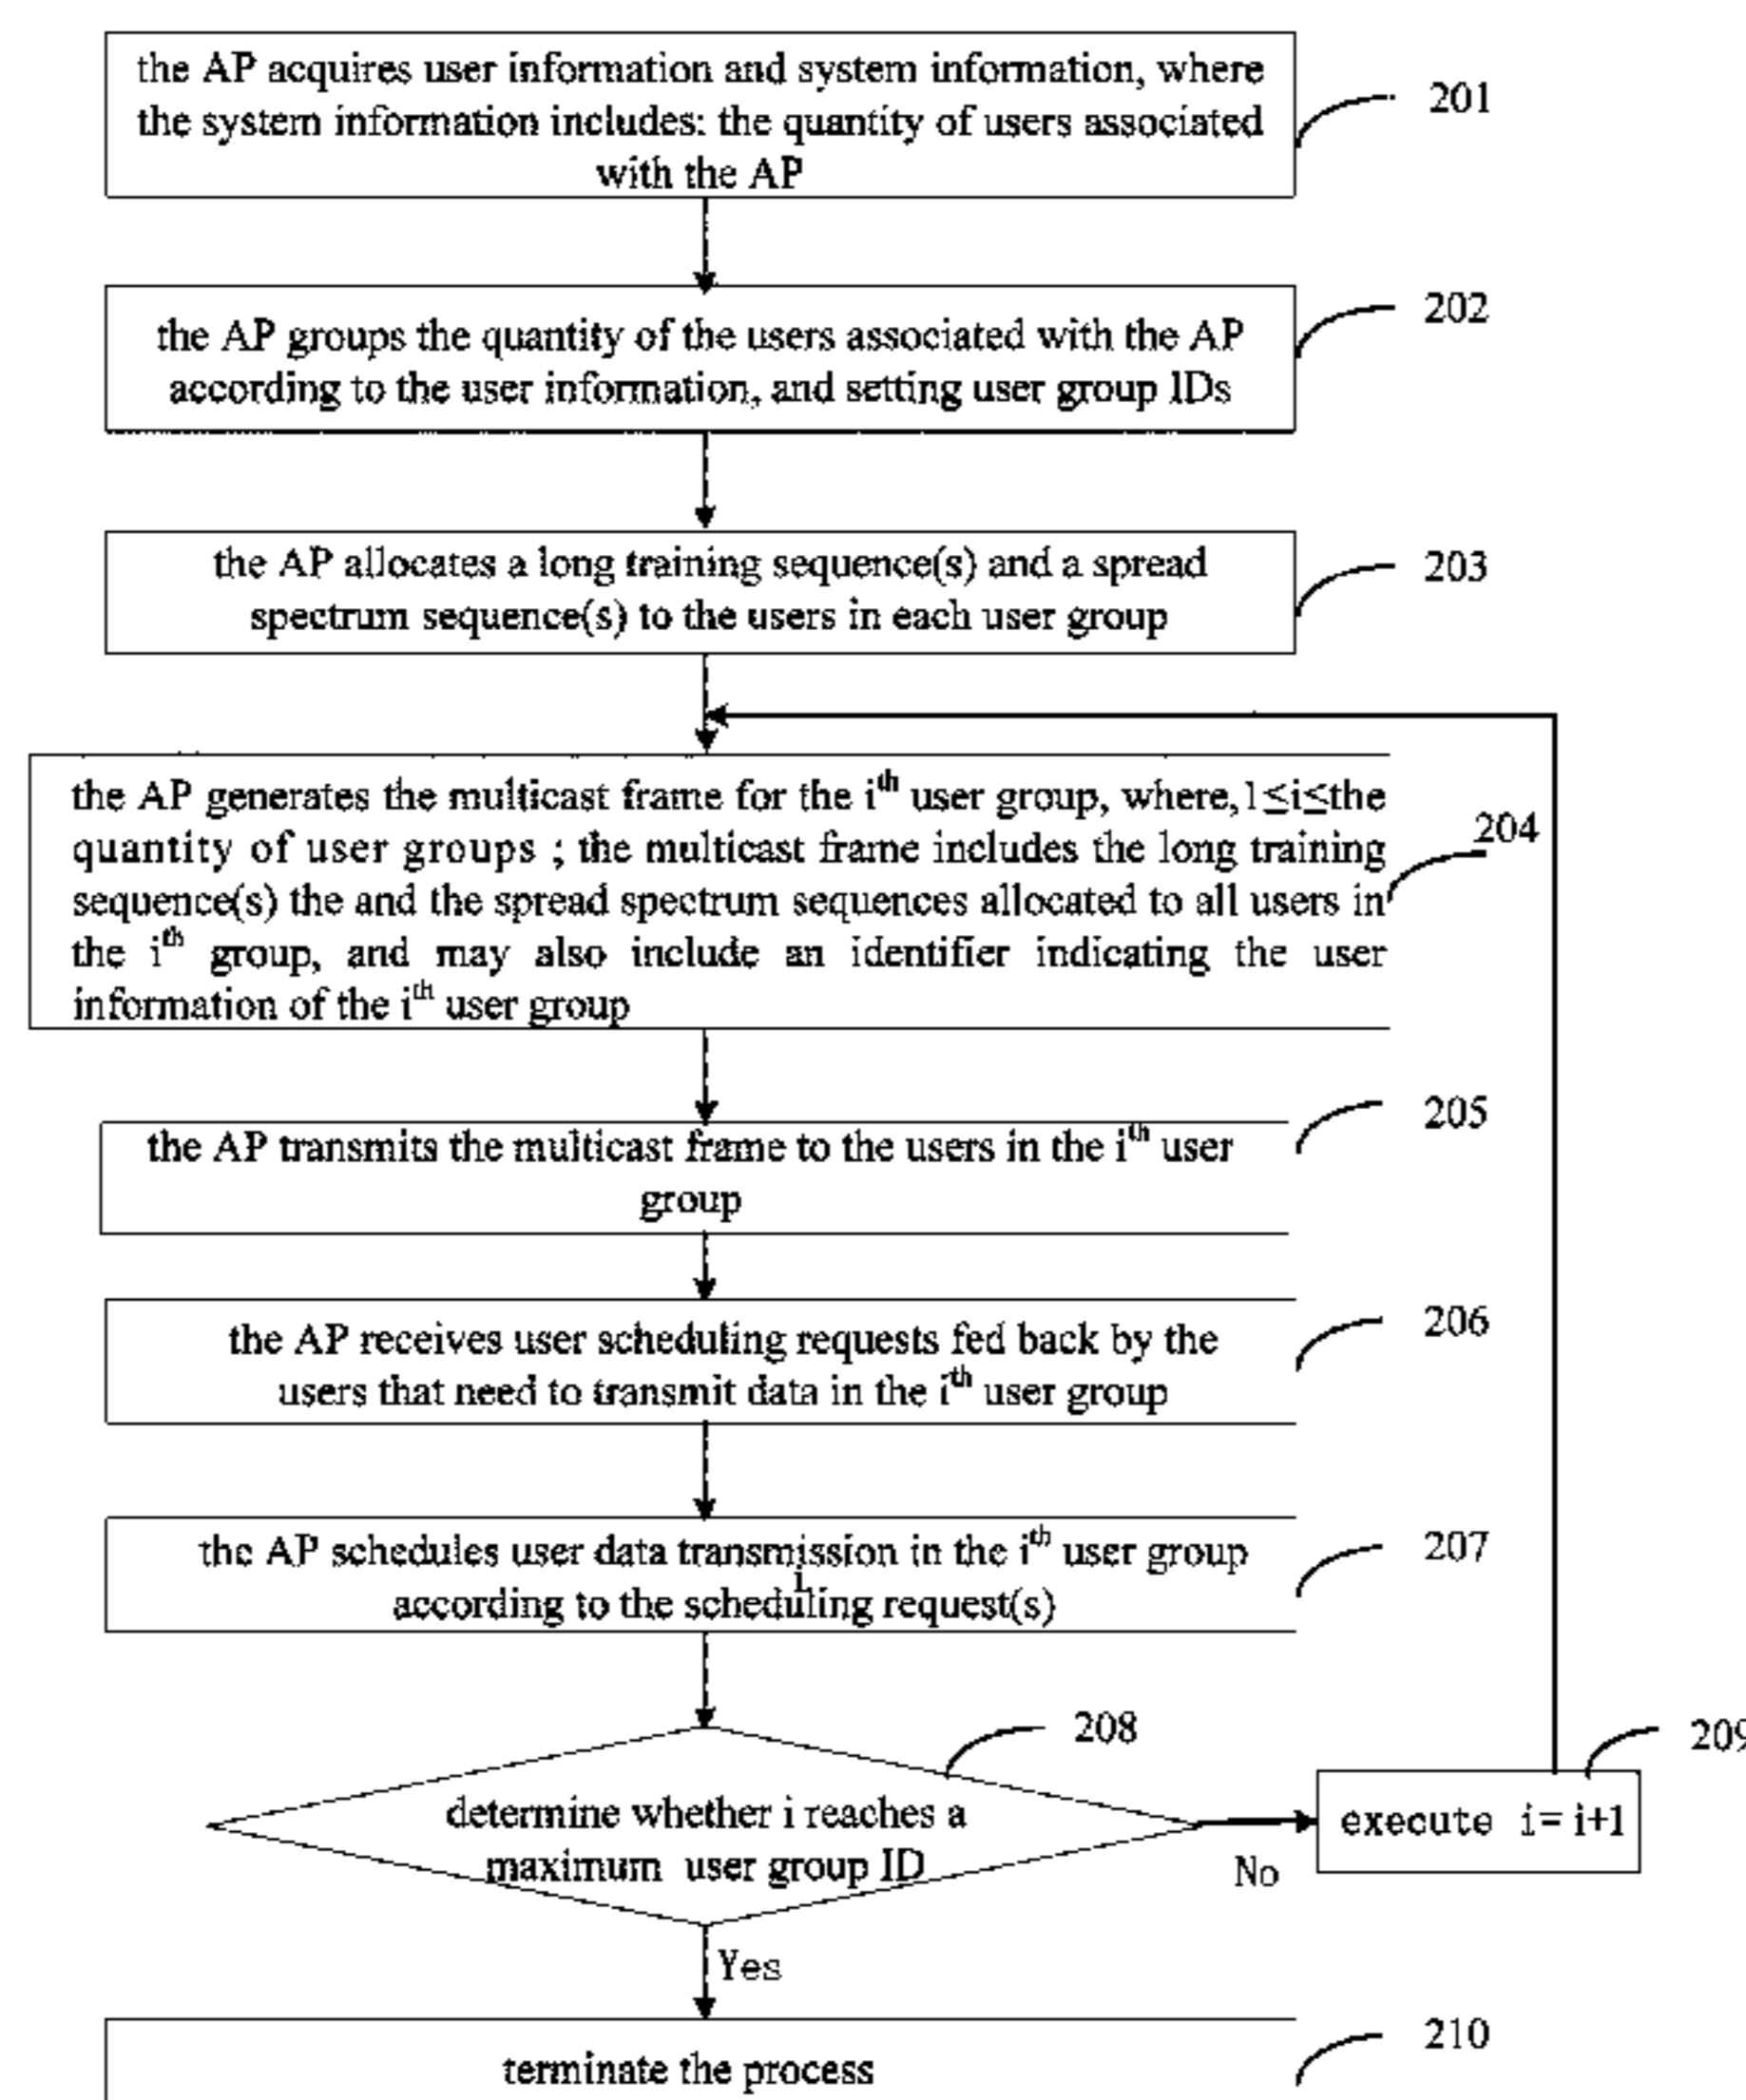 the AP acquires user information and system information, where
the system information includes: the quantity of users associated
with the AP
201
the AP groups the quantity of the users associated with the AP
according to the user information, and setting user group IDs
202
the AP allocates a long training sequence(s) and a spread
spectrum sequence(s) to the users in each user group
203
the AP generates the multicast frame for the ith user group, where, 1≤i≤the
quantity of user groups ; the multicast frame includes the long training
sequence(s) the and the spread spectrum sequences allocated to all users in
the ith group, and may also include an identifier indicating the user
information of the ith user group
204
the AP transmits the multicast frame to the users in the ith user
group
205
the AP receives user scheduling requests fed back by the
users that need to transmit data in the ith user group
206
the AP schedules user data transmission in the ith user group
according to the scheduling request(s)
207
determine whether i reaches a
maximum user group ID
208
No
execute i= i+1
209
Yes
terminate the process
210